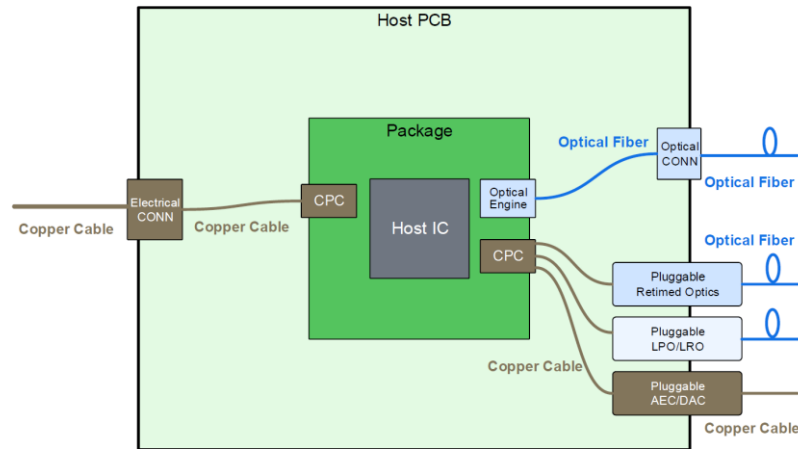 Host PCB
Package
Optical Fiber
Optical
CONN
Optical Fiber
Electrical
CONN
CPC
Optical
Engine
Copper Cable
Copper Cable
Host IC
CPC
Optical Fiber
Pluggable
Retimed Optics
Pluggable
LPO/LRO
Copper Cable
Pluggable
AEC/DAC
Copper Cable